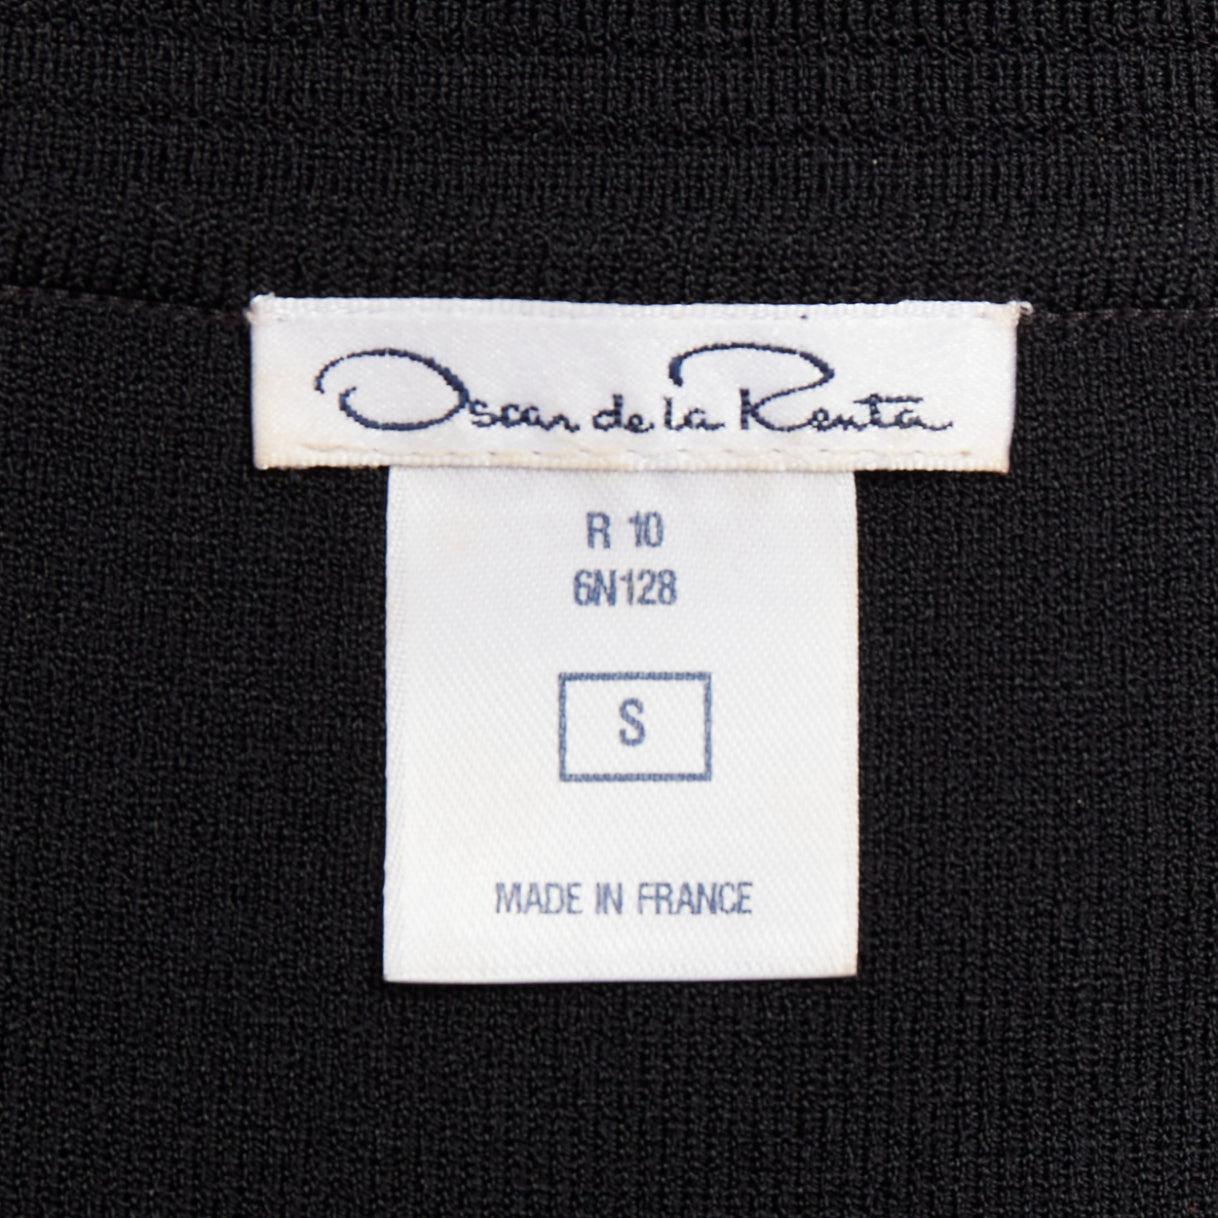 Oscar de la Renta
R 10
6N128
S
MADE IN FRANCE